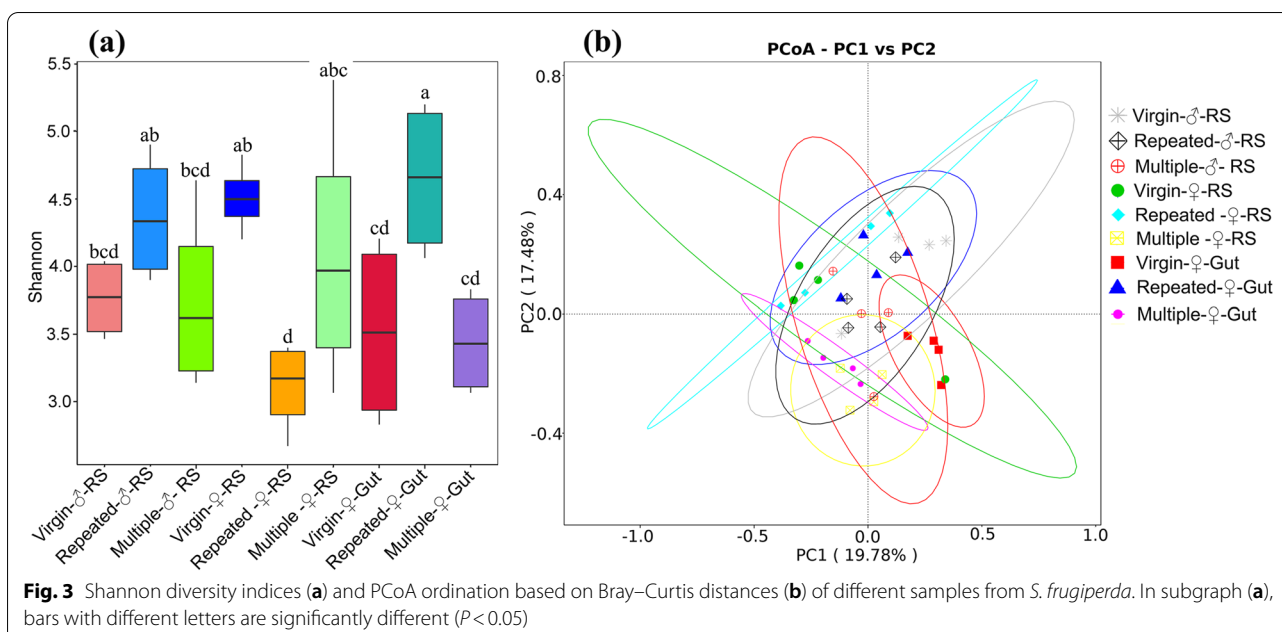 (a)
(b)
PCoA - PC1 vs PC2
5.5
5.0
4.5
4.0
3.5
3.0
Shannon
bcd
ab
bcd
ab
d
abc
cd
a
cd
Virgin-♂-RS
Repeated-♂-RS
Multiple-♂- RS
Virgin-♀-RS
Repeated -♀-RS
Multiple -♀-RS
Virgin-♀-Gut
Repeated-♀-Gut
Multiple-♀-Gut
0.8
0.4
0.0
-0.4
PC2 ( 17.48% )
-1.0
-0.5
0.0
0.5
1.0
PC1 ( 19.78% )
Virgin-♂-RS
Repeated-♂-RS
Multiple-♂- RS
Virgin-♀-RS
Repeated -♀-RS
Multiple -♀-RS
Virgin-♀-Gut
Repeated-♀-Gut
Multiple-♀-Gut
Fig. 3 Shannon diversity indices (a) and PCoA ordination based on Bray–Curtis distances (b) of different samples from S. frugiperda. In subgraph (a),
bars with different letters are significantly different (P < 0.05)